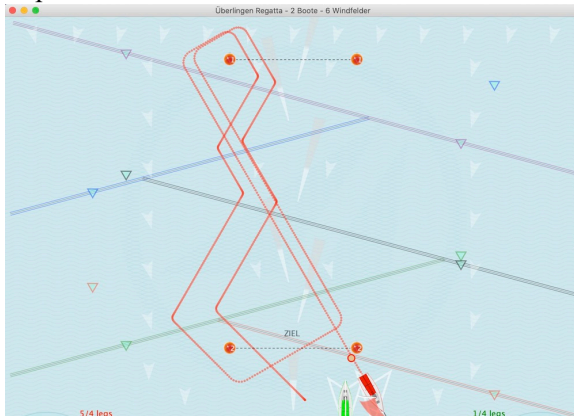 Überlingen Regatta - 2 Boote - 6 Windfelder
ZIEL
5/4 legs
1/4 legs